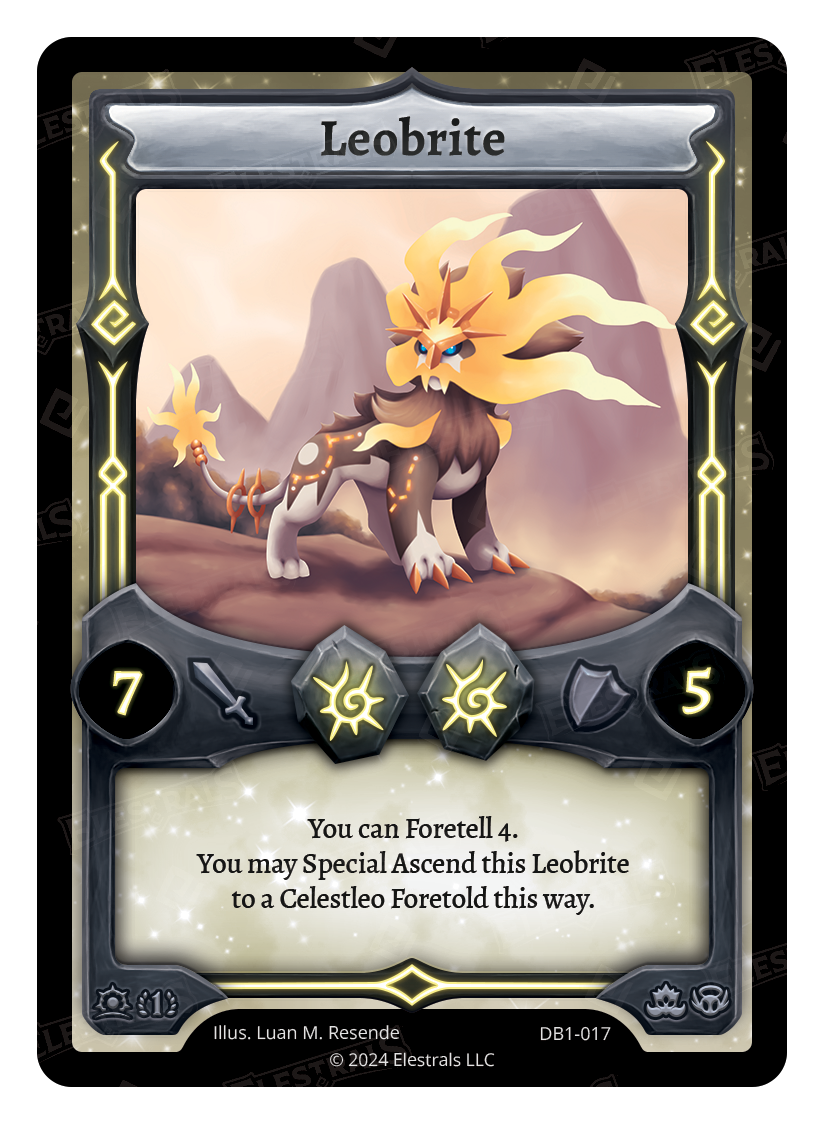 Leobrite
7
5
You can Foretell 4.
You may Special Ascend this Leobrite
to a Celestleo Foretold this way.
1
Illus. Luan M. Resende
DB1-017
© 2024 Elestrals LLC